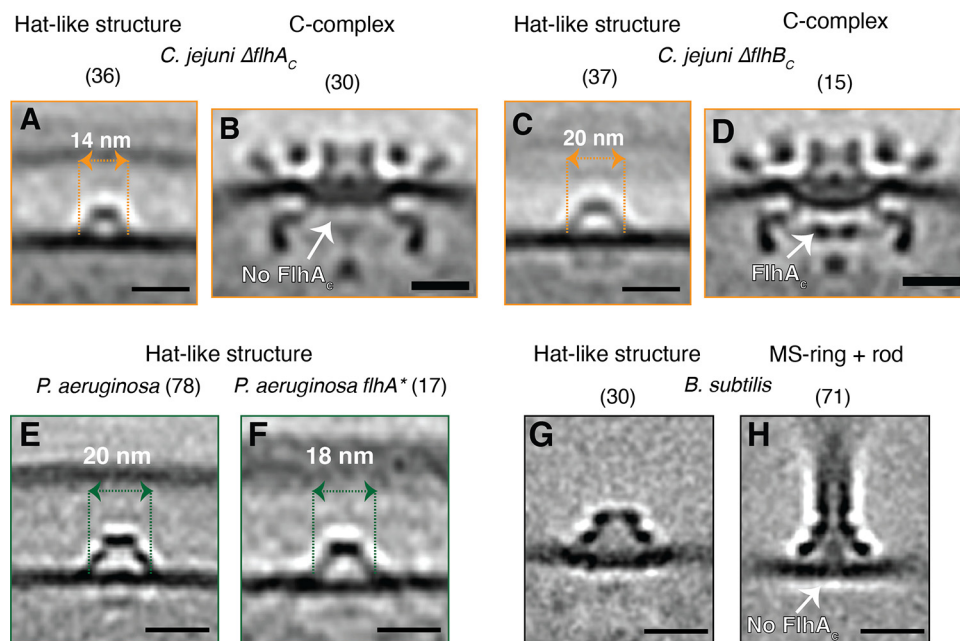 Hat-like structure
C-complex
C. jejuni ΔflhAC
(36)
(30)
Hat-like structure
C-complex
C. jejuni ΔflhBC
(37)
(15)
A
14 nm
B
No FlhAC
C
20 nm
D
FlhAC
Hat-like structure
P. aeruginosa (78)
P. aeruginosa flhA* (17)
Hat-like structure
MS-ring + rod
B. subtilis
(30)
(71)
E
20 nm
F
18 nm
G
H
No FlhAC